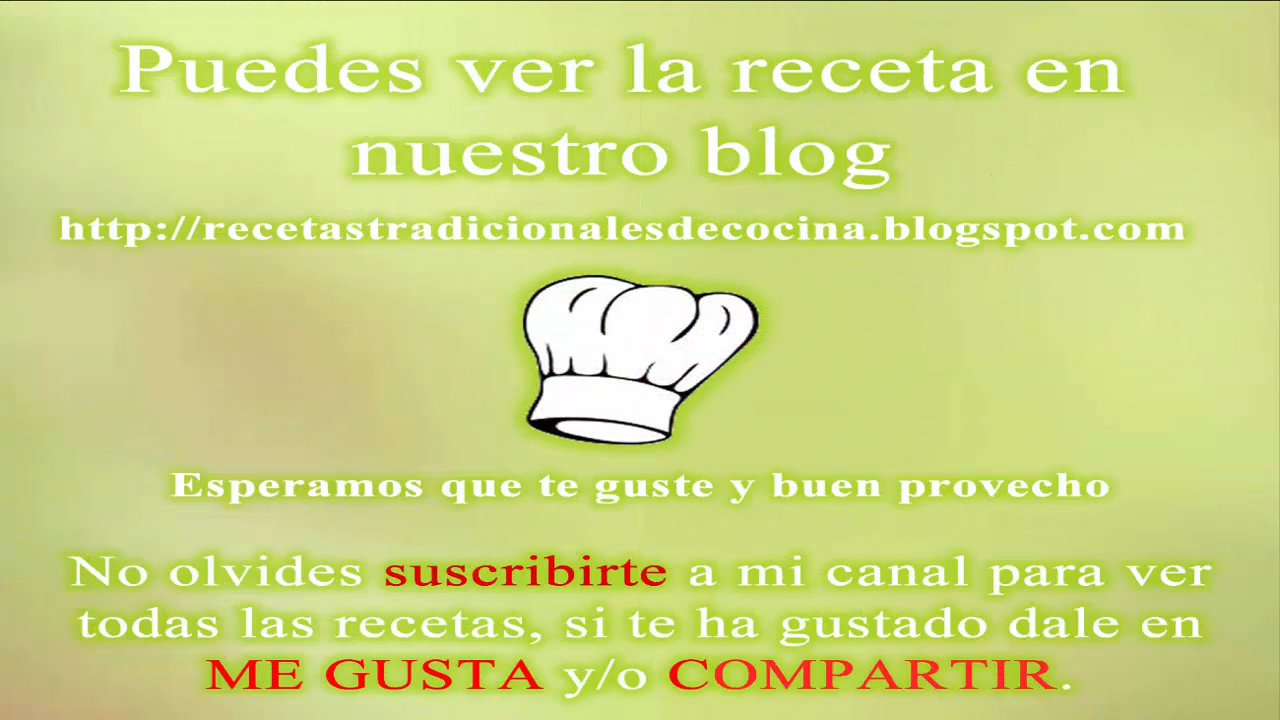 Puedes ver la receta en
nuestro blog
http://recetastradicionalesdecocina.blogspot.com
Esperamos que te guste y buen provecho
No olvides suscribirte a mi canal para ver
todas las recetas, si te ha gustado dale en
ME GUSTA y/o COMPARTIR.